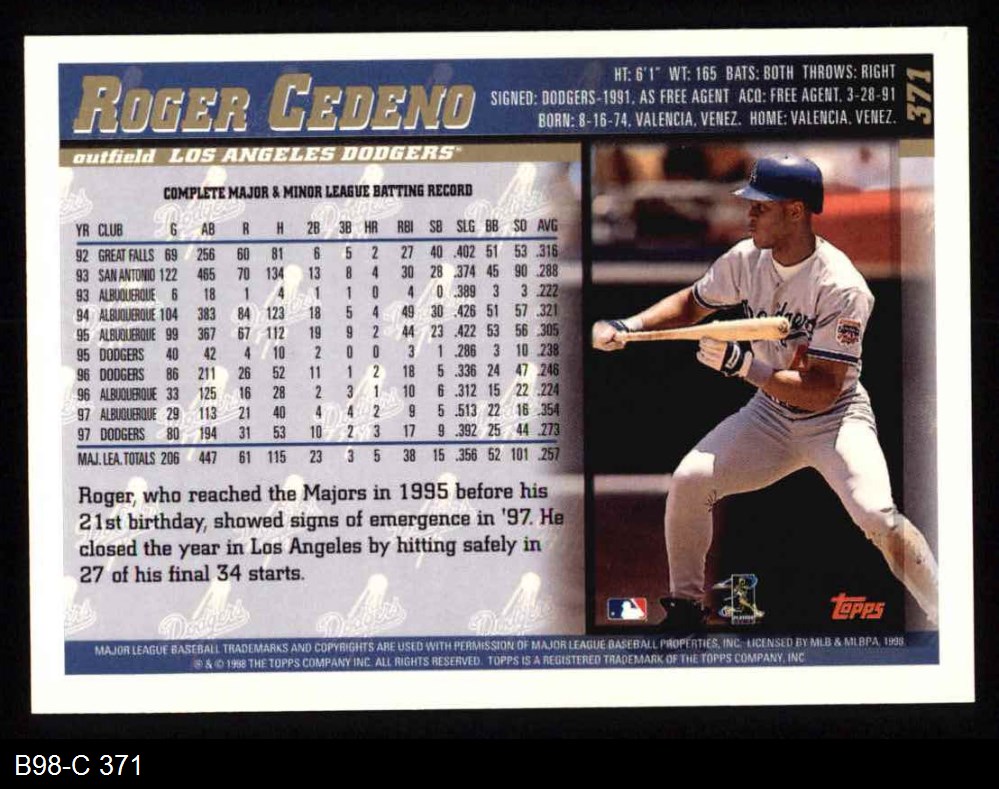 ROGER CEDENO
HT: 6'1" WT: 165 BATS: BOTH THROWS: RIGHT
SIGNED: DODGERS-1991, AS FREE AGENT ACQ: FREE AGENT, 3-28-91
BORN: 8-16-74, VALENCIA, VENEZ. HOME: VALENCIA, VENEZ.
371
outfield LOS ANGELES DODGERS™
COMPLETE MAJOR & MINOR LEAGUE BATTING RECORD
YR CLUB G AB R H 2B 3B HR RBI SB SLG BB SO AVG
92 GREAT FALLS 69 256 60 81 6 5 2 27 40 .402 51 53 .316
93 SAN ANTONIO 122 465 70 134 13 8 4 30 28 .374 45 90 .288
93 ALBUQUERQUE 6 18 1 4 1 1 0 4 0 .389 3 3 .222
94 ALBUQUERQUE 104 383 84 123 18 5 4 49 30 .426 51 57 .321
95 ALBUQUERQUE 99 367 67 112 19 9 2 44 23 .422 53 56 .305
95 DODGERS 40 42 4 10 2 0 0 3 1 .286 3 10 .238
96 DODGERS 86 211 26 52 11 1 2 18 5 .336 24 47 .246
96 ALBUQUERQUE 33 125 16 28 2 3 1 10 6 .312 15 22 .224
97 ALBUQUERQUE 29 113 21 40 4 4 2 9 5 .513 22 16 .354
97 DODGERS 80 194 31 53 10 2 3 17 9 .392 25 44 .273
MAJ. LEA. TOTALS 206 447 61 115 23 3 5 38 15 .356 52 101 .257
Roger, who reached the Majors in 1995 before his
21st birthday, showed signs of emergence in '97. He
closed the year in Los Angeles by hitting safely in
27 of his final 34 starts.
Dodgers
TOPPS
MAJOR LEAGUE BASEBALL TRADEMARKS AND COPYRIGHTS ARE USED WITH PERMISSION OF MAJOR LEAGUE BASEBALL PROPERTIES, INC. LICENSED BY MLB & MLBPA, 1998
® & © 1998 THE TOPPS COMPANY INC. ALL RIGHTS RESERVED. TOPPS IS A REGISTERED TRADEMARK OF THE TOPPS COMPANY, INC.
B98-C 371